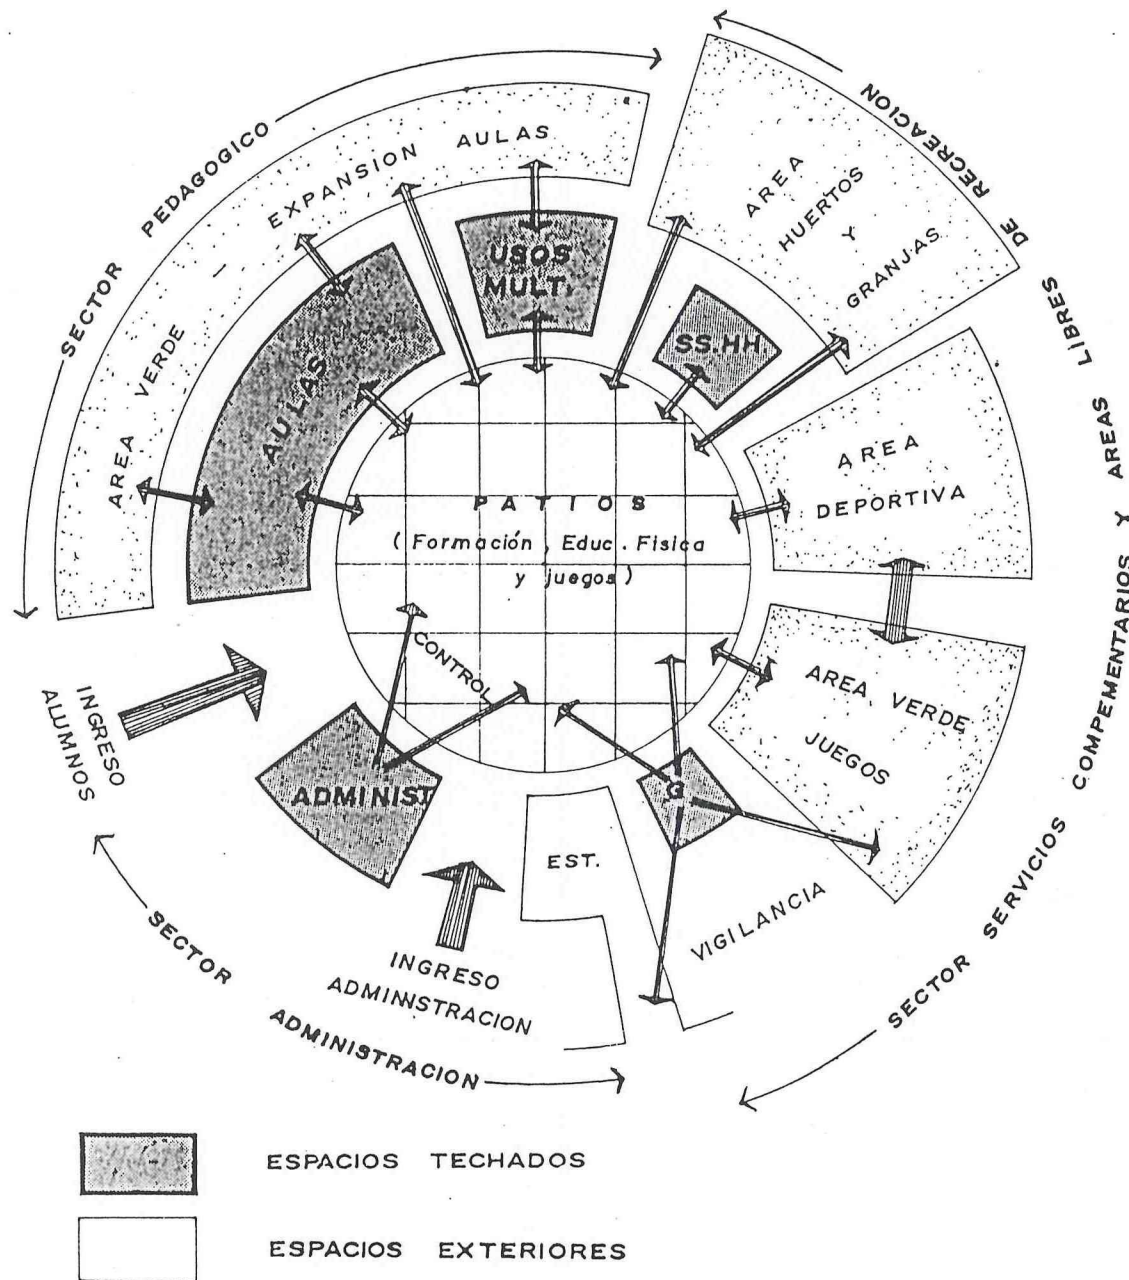 SECTOR PEDAGOGICO
AREA VERDE EXPANSION AULAS
AULAS
USOS
MULTI.
SS.HH
AREA
HUERTOS
Y
GRANJAS
AREA
DEPORTIVA
AREA VERDE
JUEGOS
PATIOS
( Formación , Educ. Fisica
y juegos )
CONTROL
INGRESO
ALUMNOS
ADMINIST
G
EST.
VIGILANCIA
INGRESO
ADMINSTRACION
SECTOR ADMINISTRACION
SECTOR SERVICIOS COMPEMENTARIOS Y AREAS LIBRES DE RECREACION
ESPACIOS TECHADOS
ESPACIOS EXTERIORES